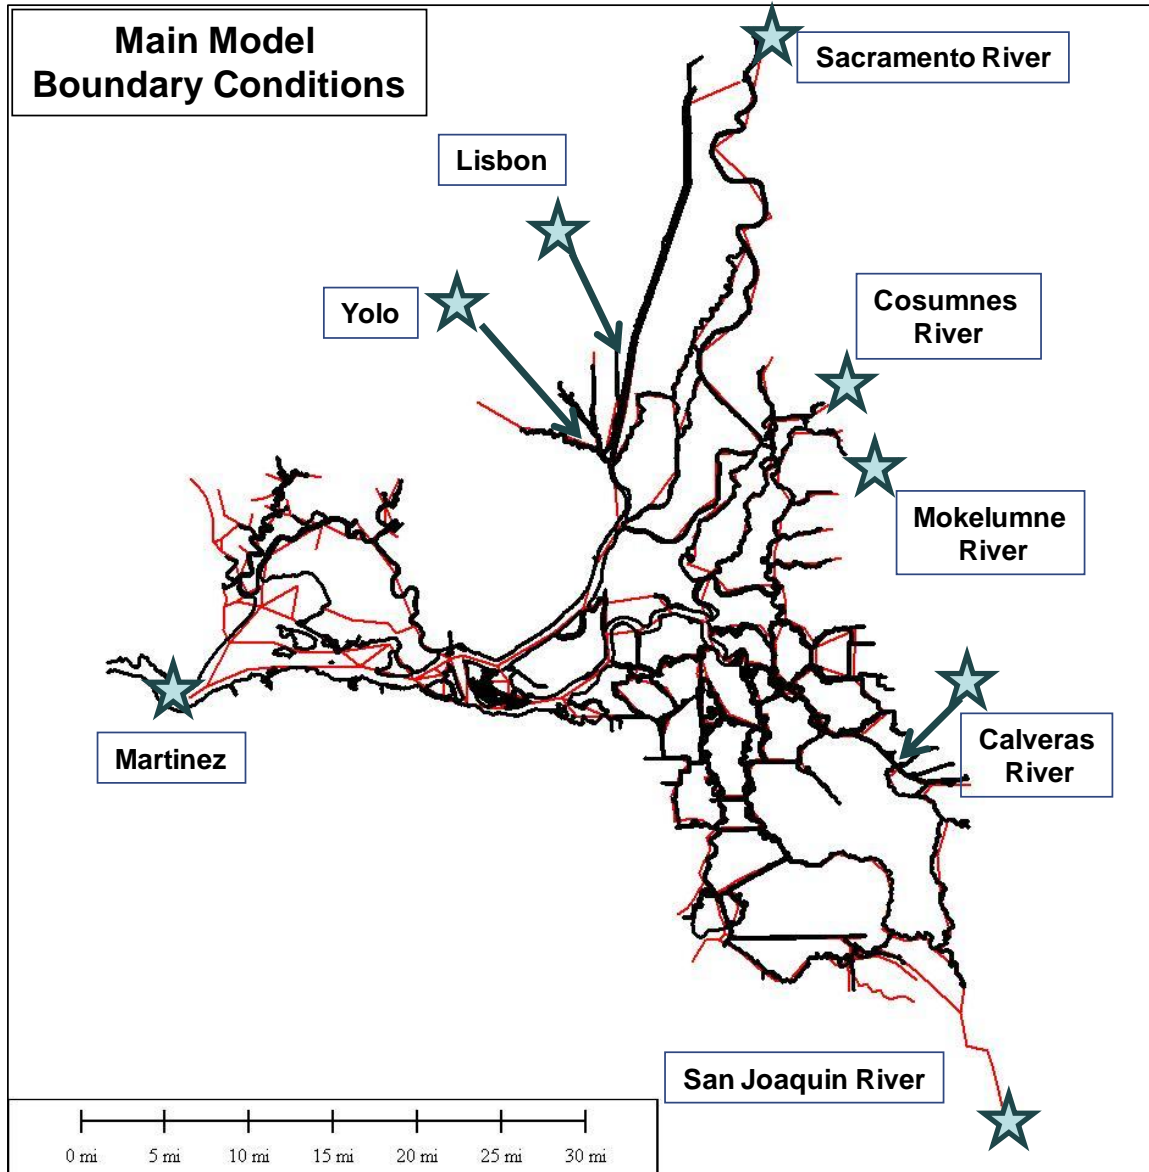 Main Model
Boundary Conditions
Sacramento River
Lisbon
Yolo
Cosumnes
River
Mokelumne
River
Martinez
Calveras
River
San Joaquin River
0 mi 5 mi 10 mi 15 mi 20 mi 25 mi 30 mi